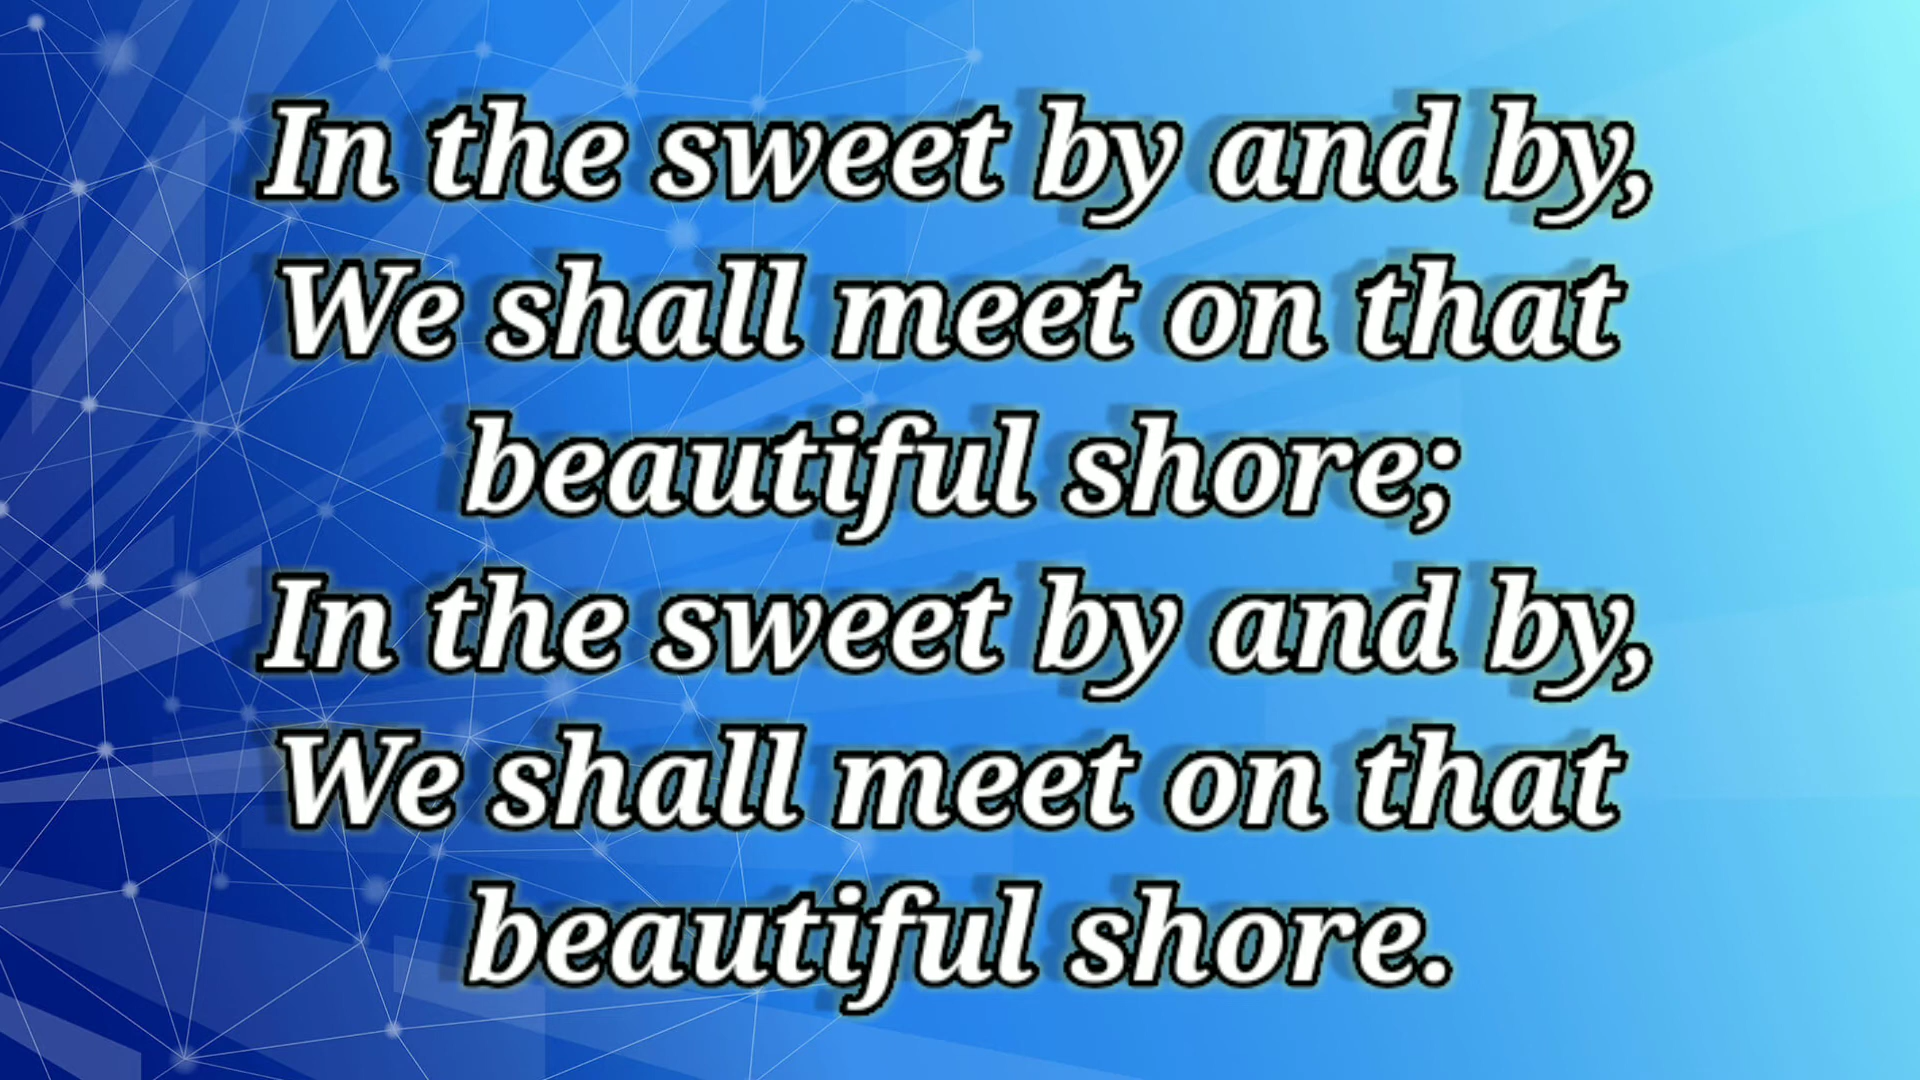 In the sweet by and by,
We shall meet on that
beautiful shore;
In the sweet by and by,
We shall meet on that
beautiful shore.